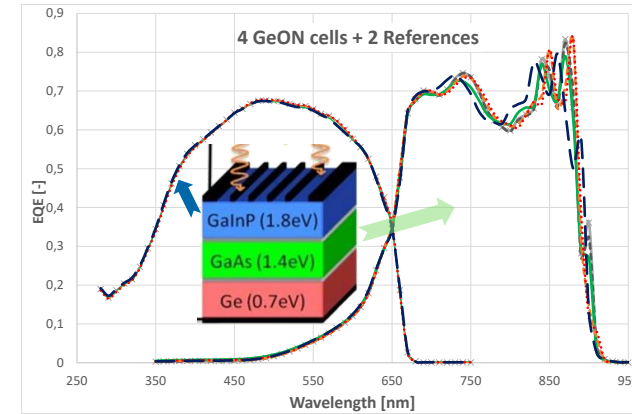 4 GeON cells + 2 References
0,9
0,8
0,7
0,6
0,5
0,4
0,3
0,2
0,1
0
EQE [-]
GaInP (1.8eV)
GaAs (1.4eV)
Ge (0.7eV)
250 350 450 550 650 750 850 950
Wavelength [nm]